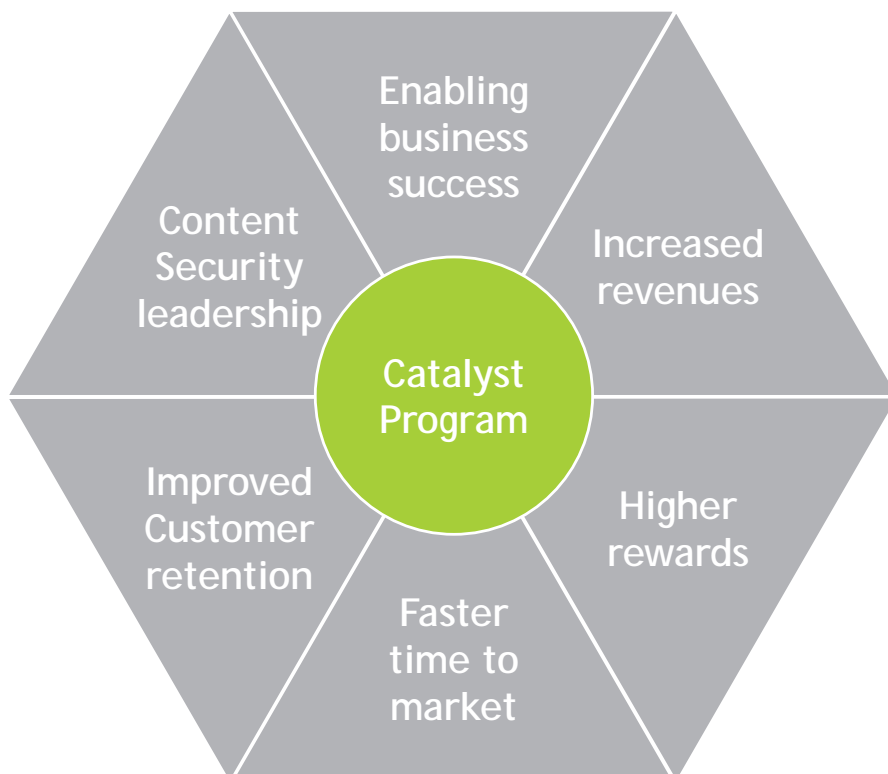 Enabling
business
success
Content
Security
leadership
Increased
revenues
Catalyst
Program
Improved
Customer
retention
Higher
rewards
Faster
time to
market